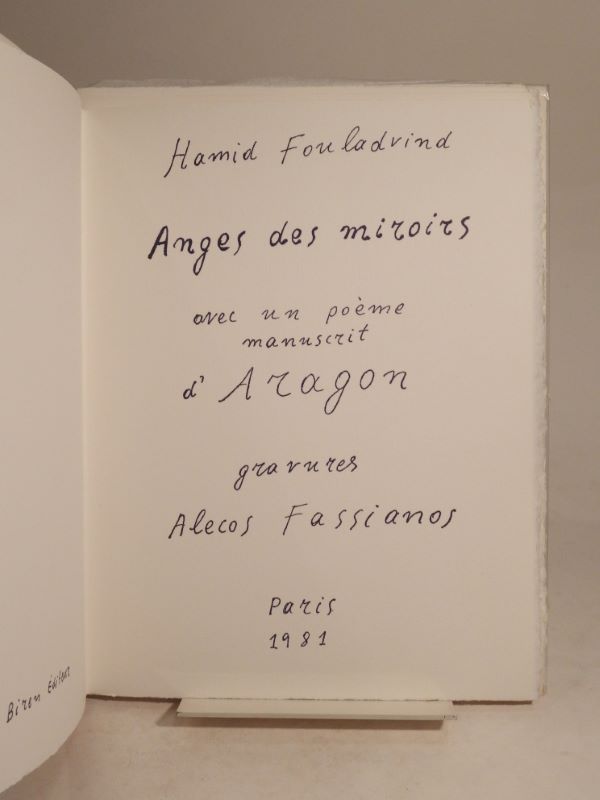 Hamid Fouladvind
Anges des miroirs
avec un poème
manuscrit
d'Aragon
gravures
Alecos Fassianos
Paris
1981
Biren Éditeur